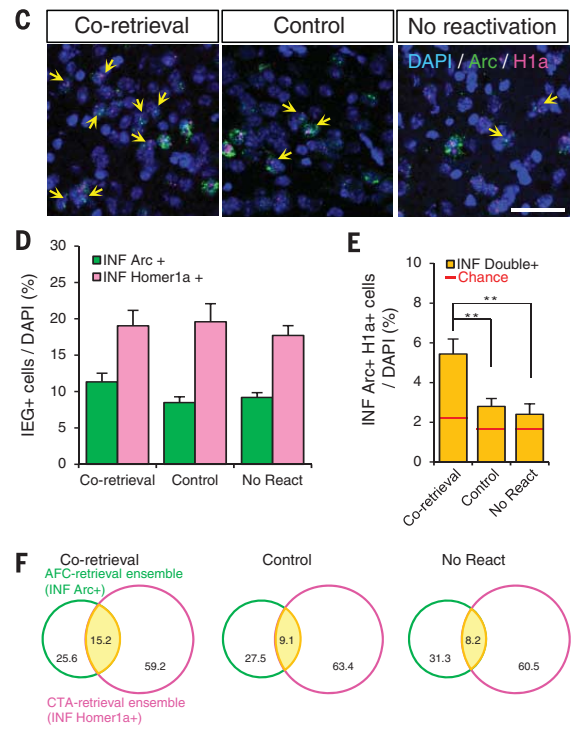 C
Co-retrieval
Control
No reactivation
DAPI / Arc / H1a
D
IEG+ cells / DAPI (%)
30
25
20
15
10
5
0
INF Arc +
INF Homer1a +
Co-retrieval
Control
No React
E
INF Arc+ H1a+ cells
/ DAPI (%)
10
8
6
4
2
0
INF Double+
Chance
**
**
Co-retrieval
Control
No React
F
Co-retrieval
Control
No React
AFC-retrieval ensemble
(INF Arc+)
25.6
15.2
59.2
27.5
9.1
63.4
31.3
8.2
60.5
CTA-retrieval ensemble
(INF Homer1a+)